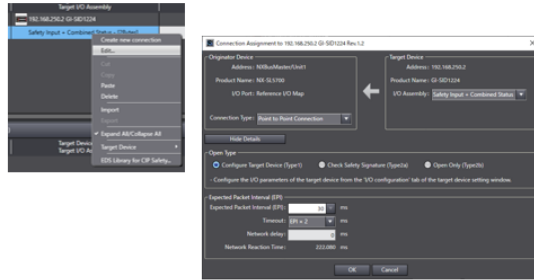 Target I/O Assembly
192.168.250.2 GI-SID1224
Safety Input + Combined Status - [[Bytes]
Create new connection
Edit...
Cut
Copy
Paste
Delete
Import
Export
Expand All/Collapse All
Target Device
EDS Library for CIP Safety...
Target Device
Target I/O As
Connection Assignment to 192.168.250.2 GI-SID1224 Rev.1.2
Originator Device
Address: NXBusMaster/Unit1
Product Name: NX-SL5700
I/O Port: Reference I/O Map
Connection Type: Point to Point Connection
Target Device
Address: 192.168.250.2
Product Name: GI-SID1224
I/O Assembly: Safety Input + Combined Status
Hide Details
Open Type
Configure Target Device (Type1) Check Safety Signature (Type2a) Open Only (Type2b)
- Configure the I/O parameters of the target device from the 'I/O configuration' tab of the target device setting window.
Expected Packet Interval (EPI)
Expected Packet Interval (EPI): 10 ms
Timeout: EPI × 2 ms
Network delay: 0 ms
Network Reaction Time: ms
OK Cancel